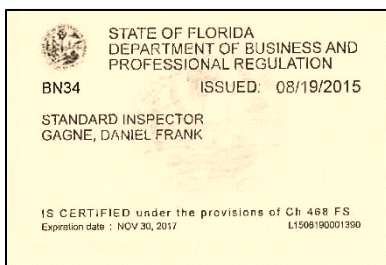 STATE OF FLORIDA
DEPARTMENT OF BUSINESS AND
PROFESSIONAL REGULATION
BN34 ISSUED: 08/19/2015
STANDARD INSPECTOR
GAGNE, DANIEL FRANK
IS CERTIFIED under the provisions of Ch 468 FS.
Expiration date : NOV 30, 2017 L1508190001390